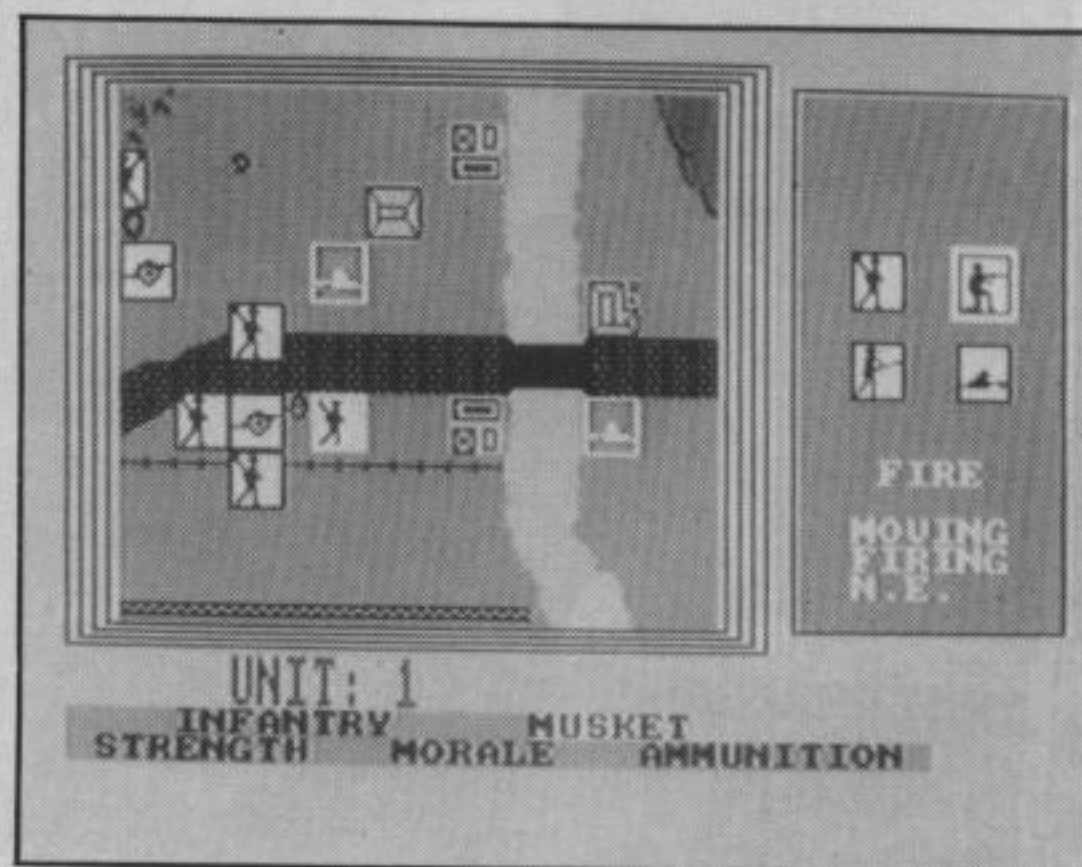 FIRE
MOVING
FIRING
N.E.
UNIT: 1
INFANTRY MUSKET
STRENGTH MORALE AMMUNITION